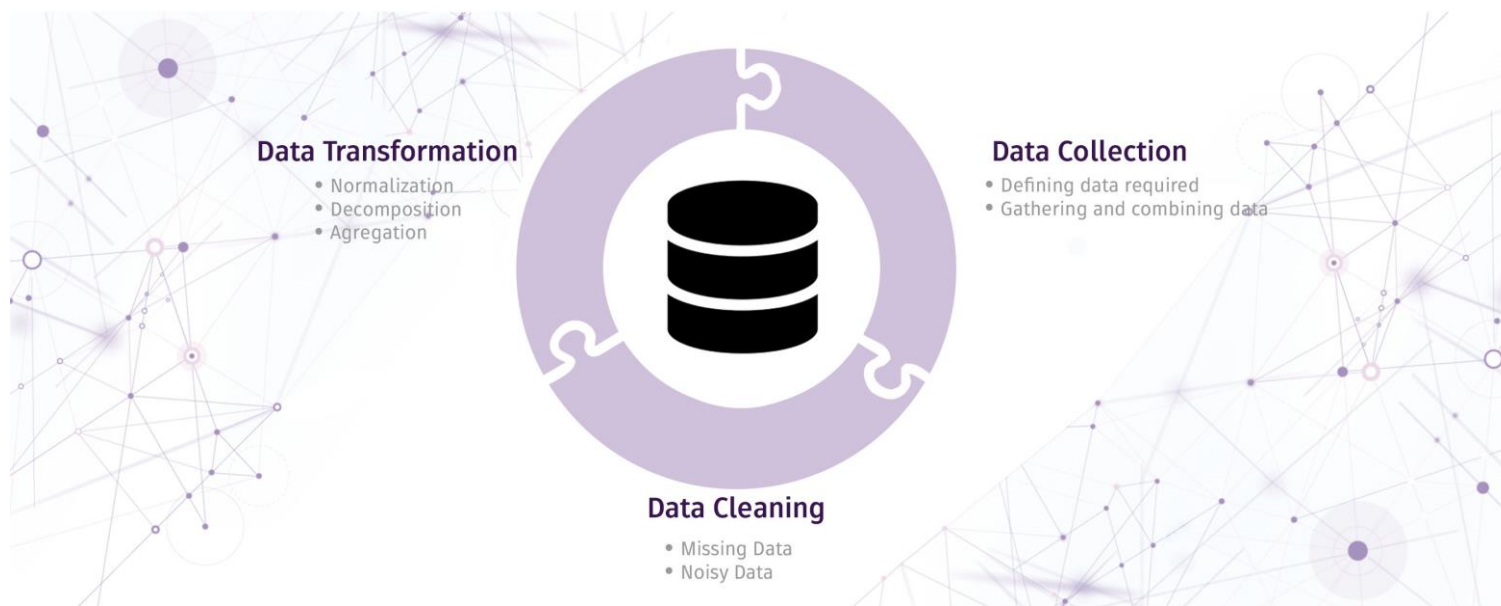 Data Transformation
• Normalization
• Decomposition
• Agregation
Data Collection
• Defining data required
• Gathering and combining data
Data Cleaning
• Missing Data
• Noisy Data